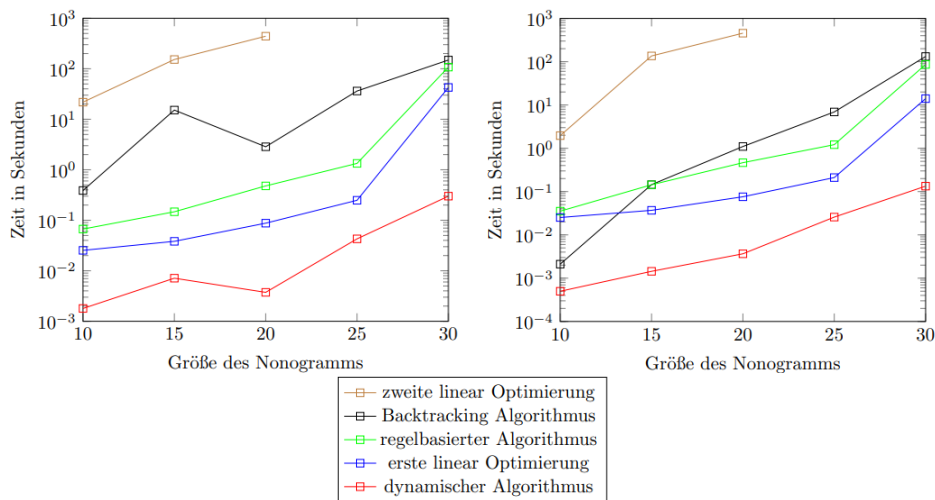 10³
10²
10¹
10⁰
10⁻¹
10⁻²
10⁻³
Zeit in Sekunden
10 15 20 25 30
Größe des Nonogramms
10³
10²
10¹
10⁰
10⁻¹
10⁻²
10⁻³
10⁻⁴
Zeit in Sekunden
10 15 20 25 30
Größe des Nonogramms
zweite linear Optimierung
Backtracking Algorithmus
regelbasierter Algorithmus
erste linear Optimierung
dynamischer Algorithmus